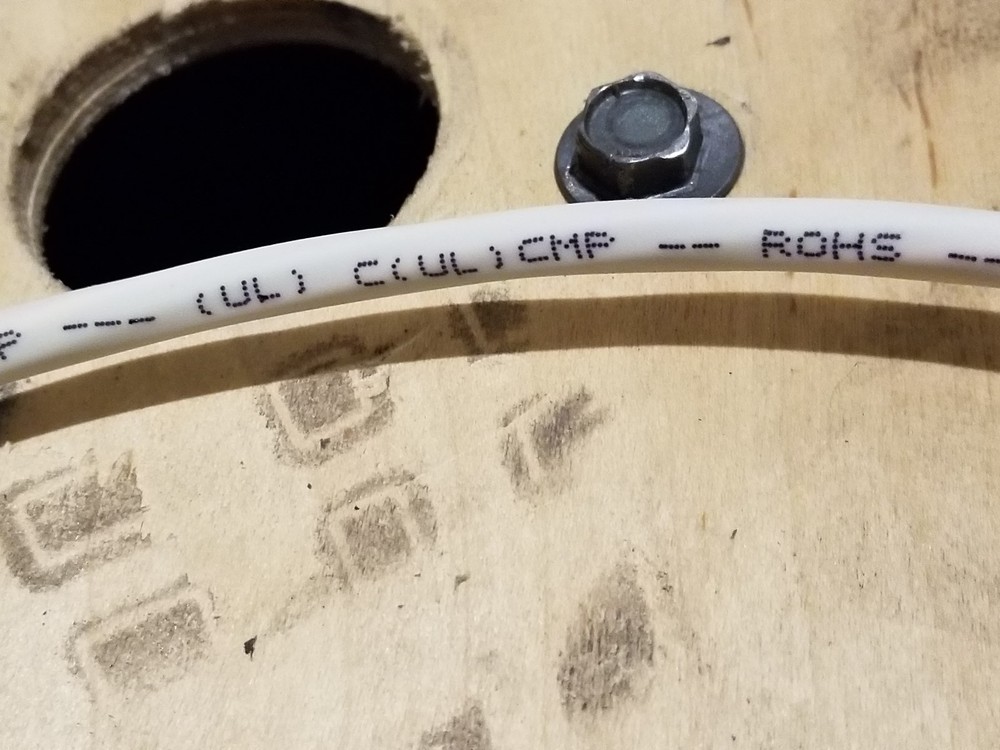 P --- (UL) C(UL)CMP -- ROHS --